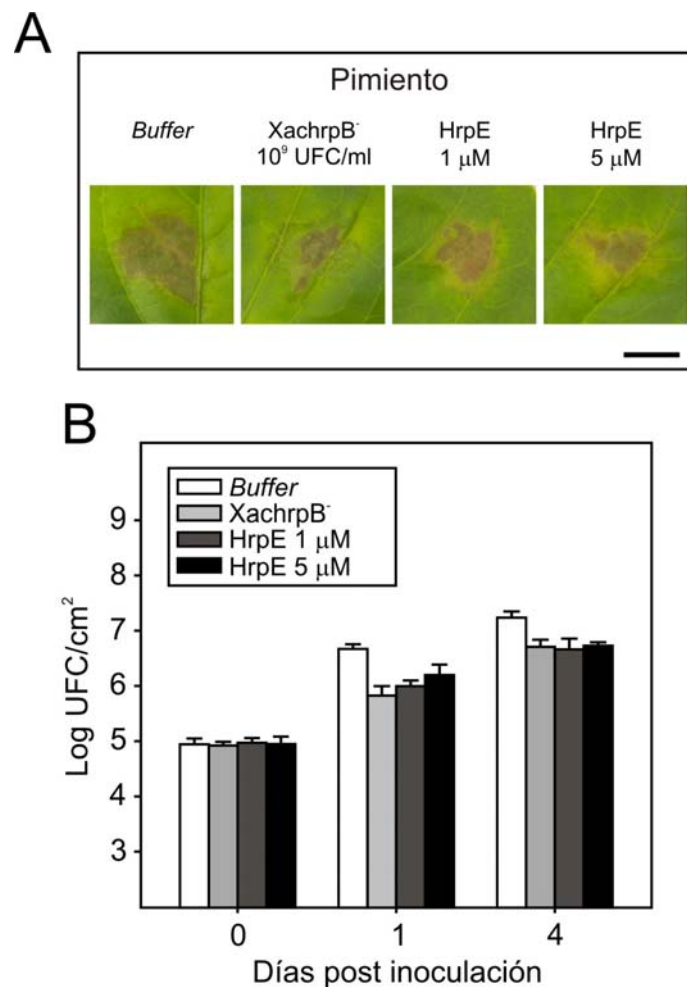 A
Pimiento
Buffer
XachrpB⁻
10⁹ UFC/ml
HrpE
1 μM
HrpE
5 μM
B
Buffer
XachrpB⁻
HrpE 1 μM
HrpE 5 μM
Log UFC/cm²
9
8
7
6
5
4
3
0 1 4
Días post inoculación